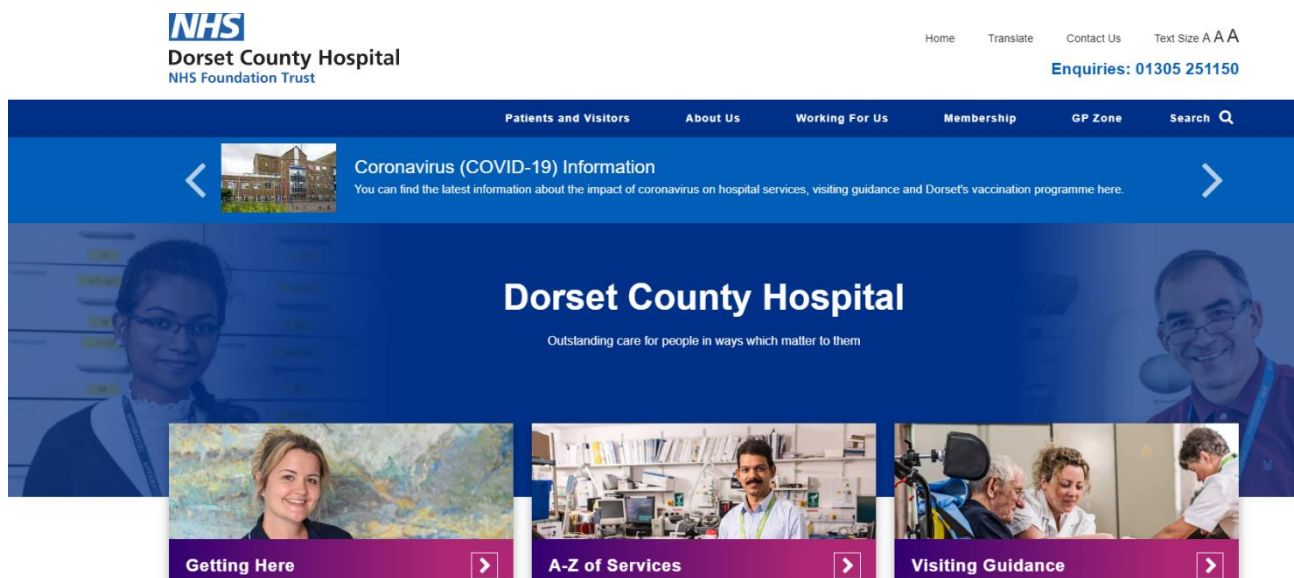 NHS
Dorset County Hospital
NHS Foundation Trust
Home Translate Contact Us Text Size A A A
Enquiries: 01305 251150
Patients and Visitors About Us Working For Us Membership GP Zone Search
Coronavirus (COVID-19) Information
You can find the latest information about the impact of coronavirus on hospital services, visiting guidance and Dorset's vaccination programme here.
Dorset County Hospital
Outstanding care for people in ways which matter to them
Getting Here
A-Z of Services
Visiting Guidance